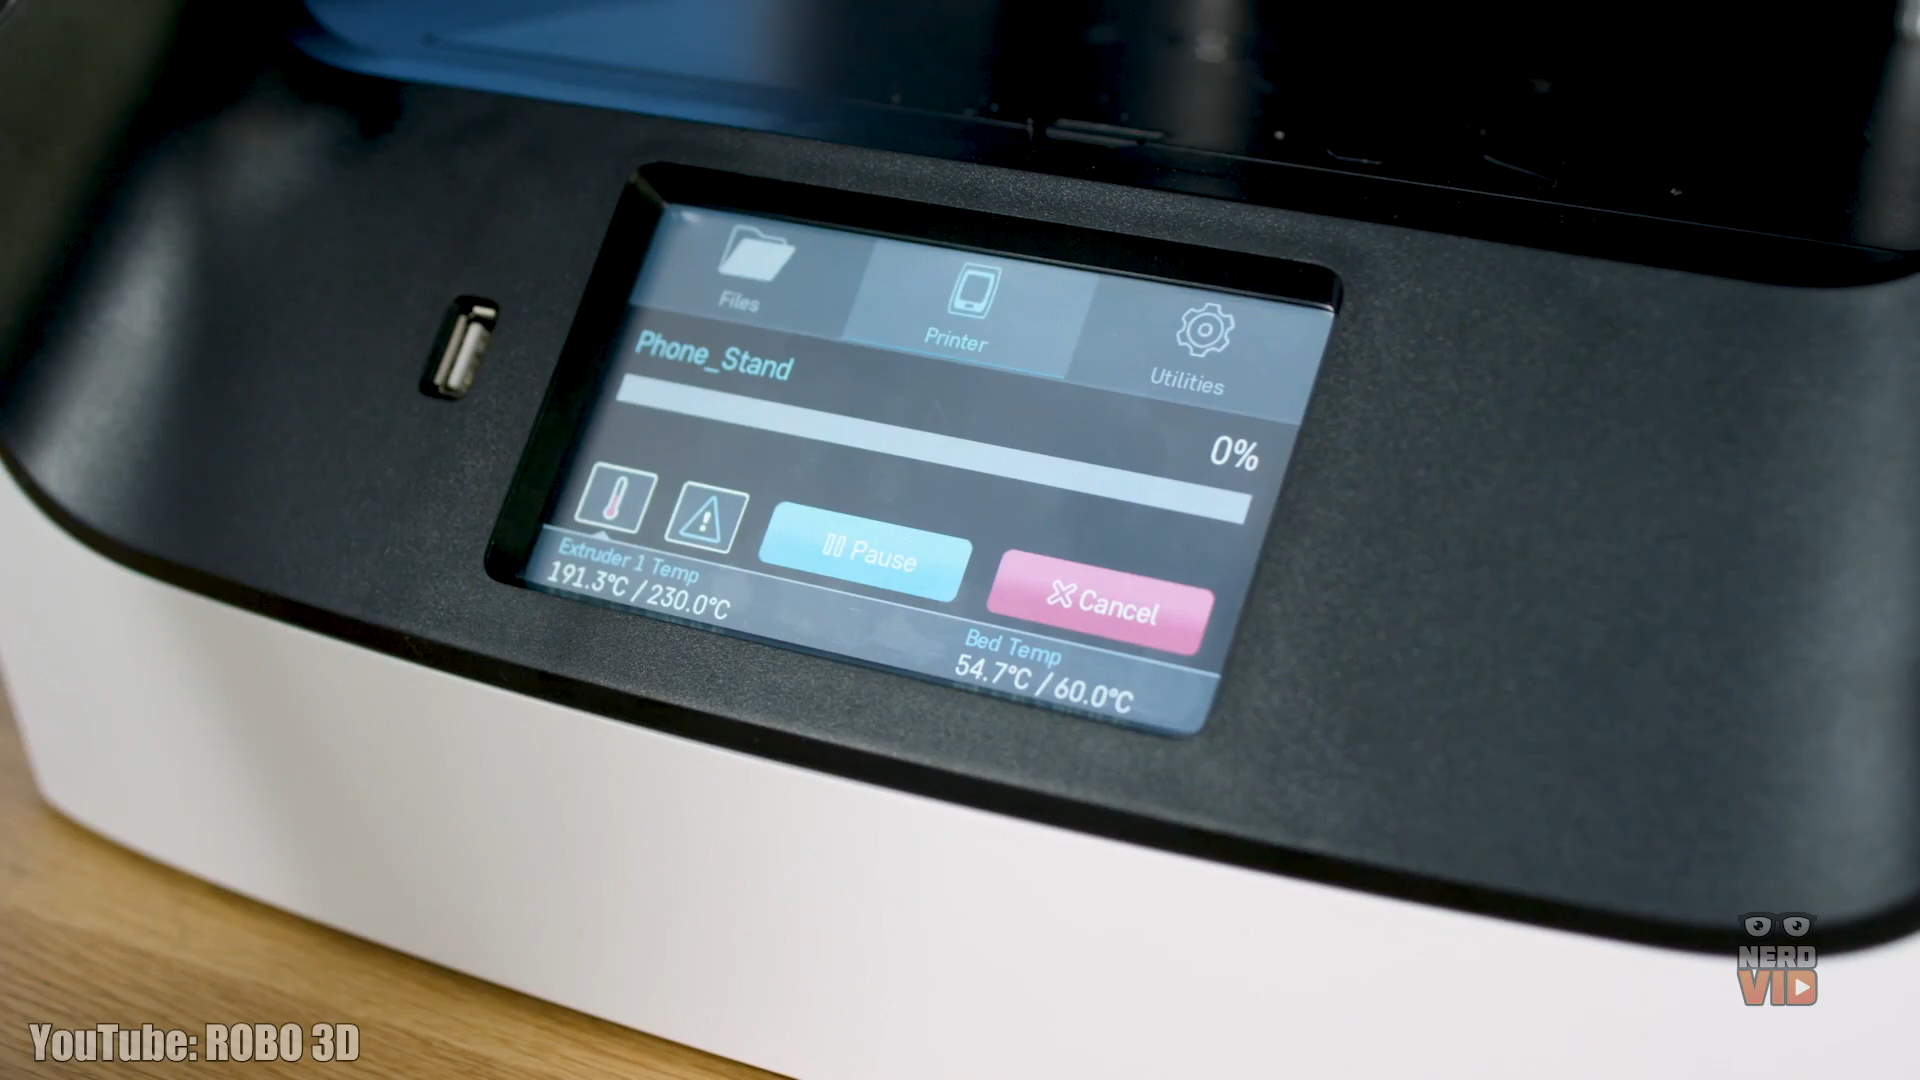 Files
Printer
Utilities
Phone_Stand
0%
Pause
Cancel
Extruder 1 Temp
191.3°C / 230.0°C
Bed Temp
54.7°C / 60.0°C
NERD
VID
YouTube: ROBO 3D